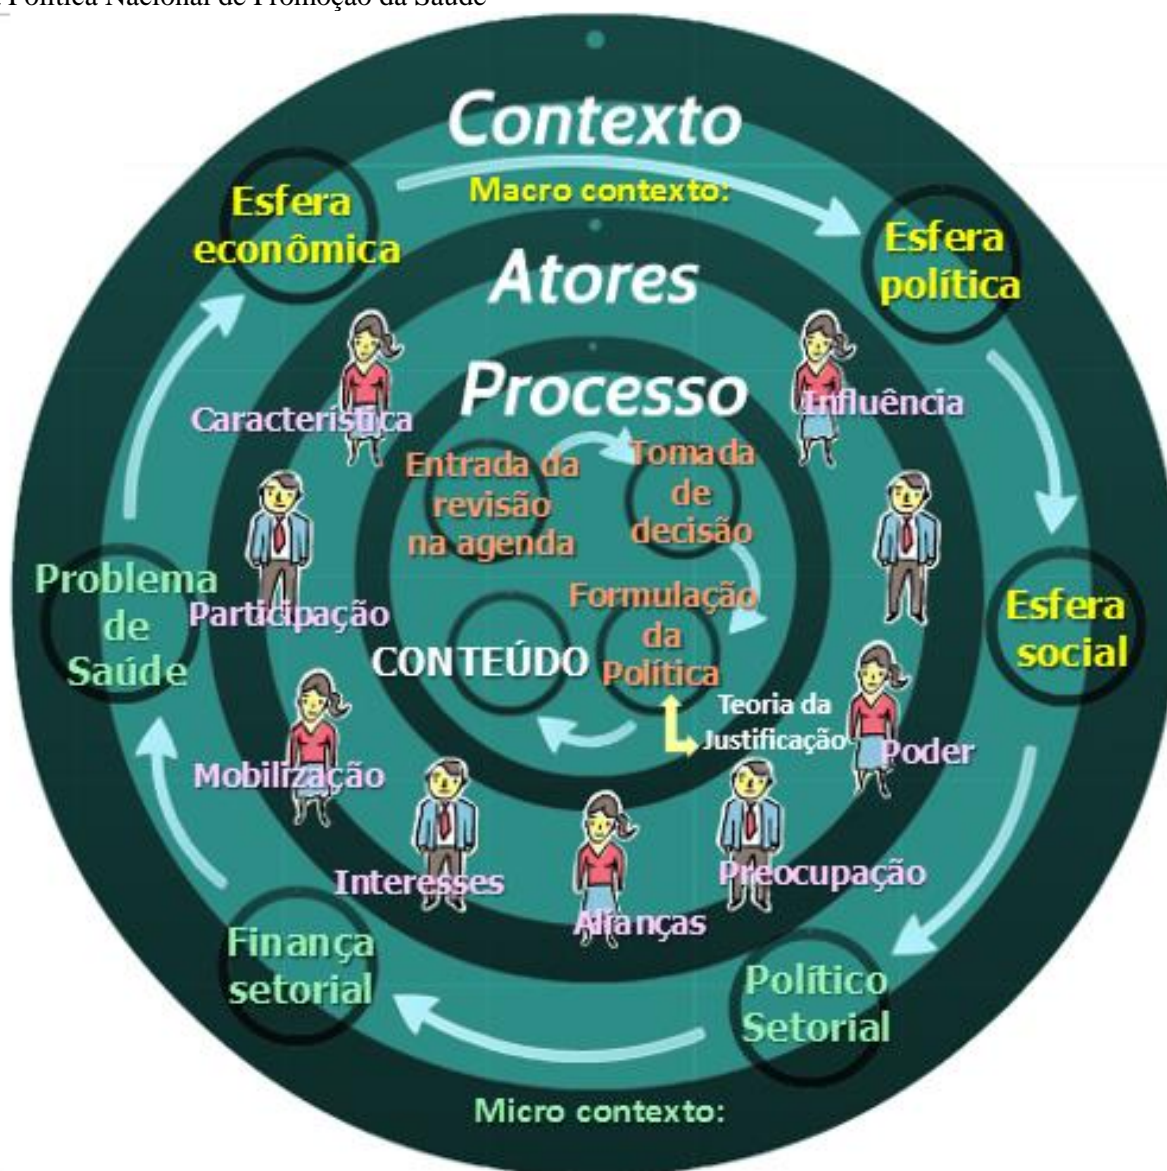 Política Nacional de Promoção da Saúde
Contexto
Macro contexto:
Esfera
econômica
Esfera
política
Atores
Processo
Característica
Influência
Entrada da
revisão
na agenda
Tomada
de
decisão
Problema
de
Saúde
Participação
Formulação
da
Política
CONTEÚDO
Esfera
social
Teoria da
Justificação
Mobilização
Poder
Interesses
Alianças
Preocupação
Finança
setorial
Político
Setorial
Micro contexto: